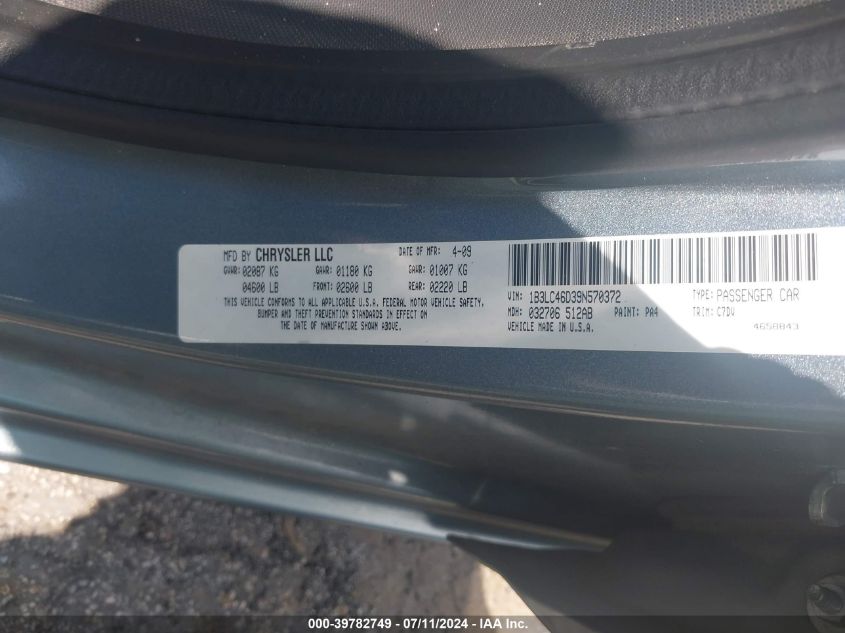 MFD BY CHRYSLER LLC DATE OF MFR: 4-09
GVWR: 02087 KG GAWR: 01180 KG GAWR: 01007 KG
04600 LB FRONT: 02600 LB REAR: 02220 LB
THIS VEHICLE CONFORMS TO ALL APPLICABLE U.S.A. FEDERAL MOTOR VEHICLE SAFETY,
BUMPER AND THEFT PREVENTION STANDARDS IN EFFECT ON
THE DATE OF MANUFACTURE SHOWN ABOVE.
VIN: 1B3LC46D39N570372 TYPE: PASSENGER CAR
MDH: 032706 512AB PAINT: PA4 TRIM: C7DV
VEHICLE MADE IN U.S.A. 4658843
000-39782749 - 07/11/2024 - IAA Inc.